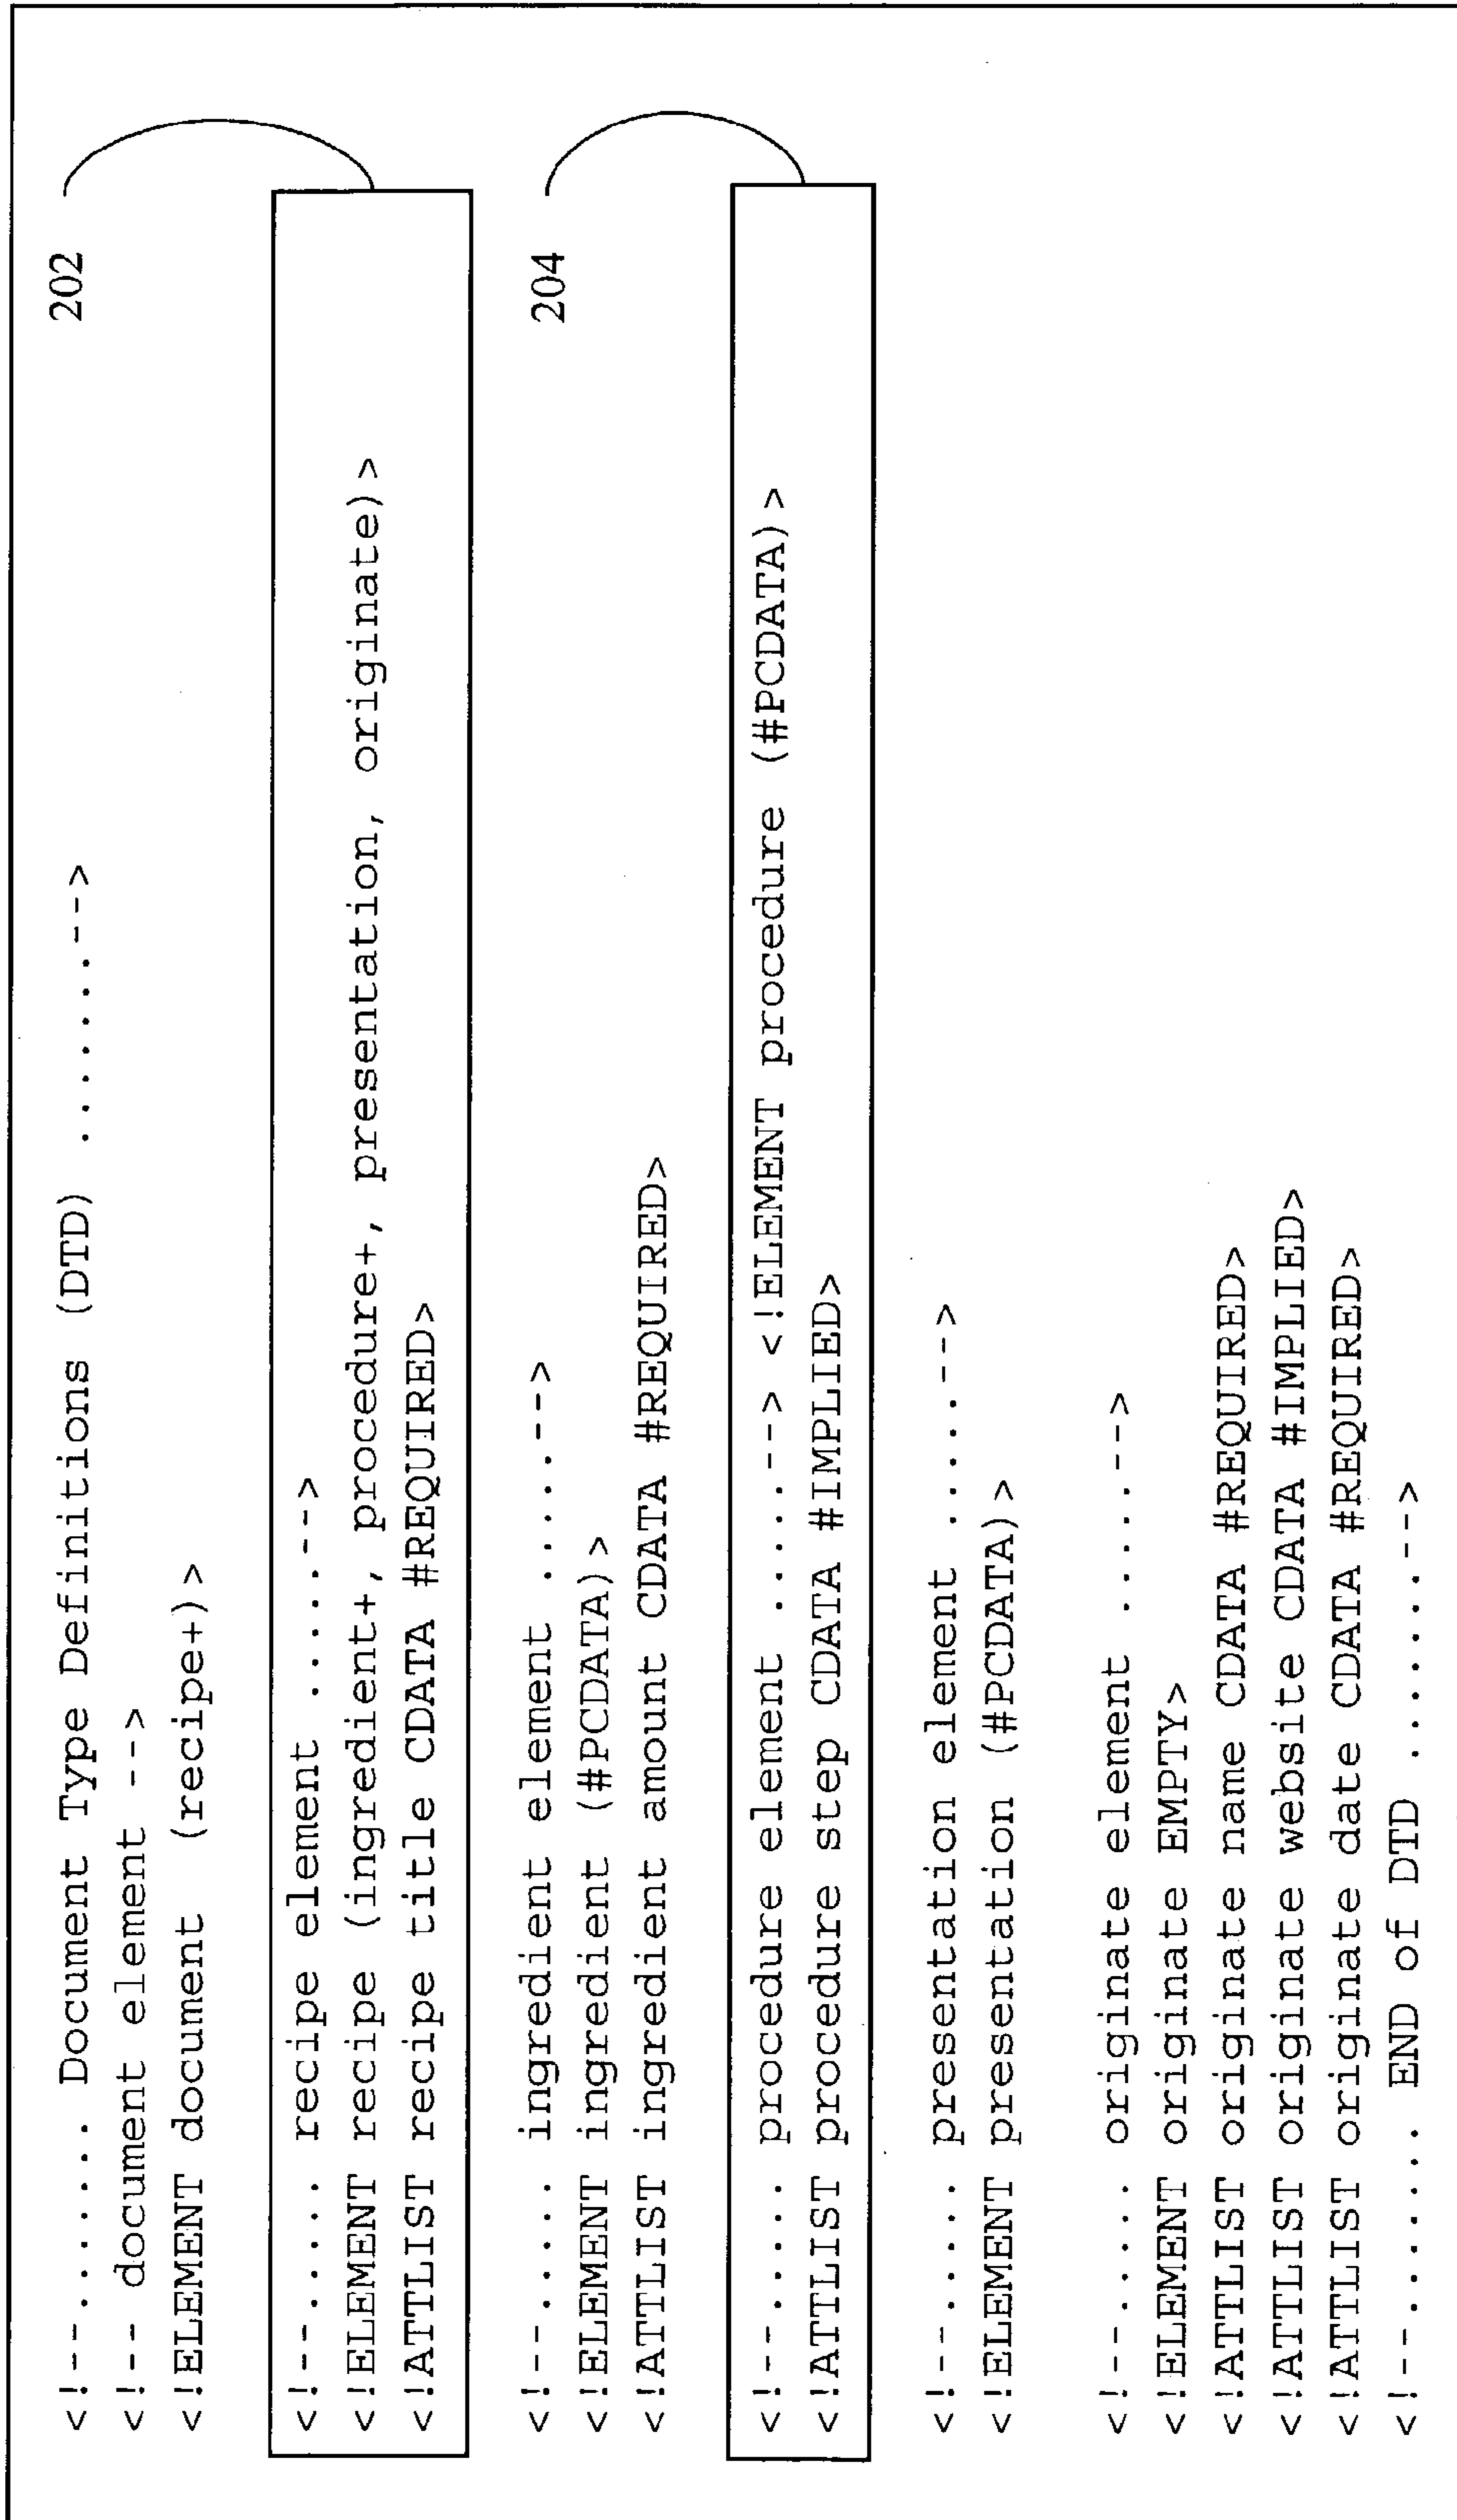 <!--....... Document Type Definitions (DTD) .......-->
<!-- document element -->
<!ELEMENT document (recipe+)>
202
<!--..... recipe element .....-->
<!ELEMENT recipe (ingredient+, procedure+, presentation, originate)>
<!ATTLIST recipe title CDATA #REQUIRED>
<!--..... ingredient element .....-->
<!ELEMENT ingredient (#PCDATA)>
<!ATTLIST ingredient amount CDATA #REQUIRED>
204
<!--..... procedure element .....--> <!ELEMENT procedure (#PCDATA)>
<!ATTLIST procedure step CDATA #IMPLIED>
<!--..... presentation element .....-->
<!ELEMENT presentation (#PCDATA)>
<!-- .... originate element .... -->
<!ELEMENT originate EMPTY>
<!ATTLIST originate name CDATA #REQUIRED>
<!ATTLIST originate website CDATA #IMPLIED>
<!ATTLIST originate date CDATA #REQUIRED>
<!--........ END of DTD .......-->